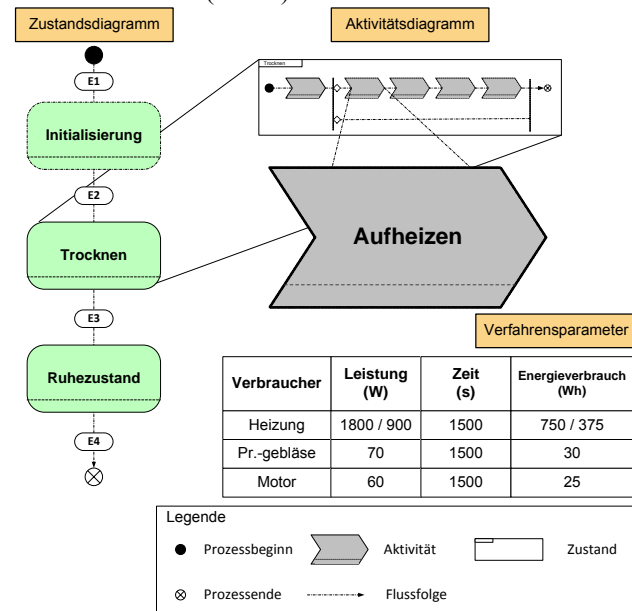 Zustandsdiagramm
Aktivitätsdiagramm
E1
Initialisierung
E2
Trocknen
E3
Ruhezustand
E4
Trocknen
Aufheizen
Verfahrensparameter
Verbraucher Leistung (W) Zeit (s) Energieverbrauch (Wh)
Heizung 1800 / 900 1500 750 / 375
Pr.-gebläse 70 1500 30
Motor 60 1500 25
Legende
Prozessbeginn Aktivität Zustand
Prozessende Flussfolge